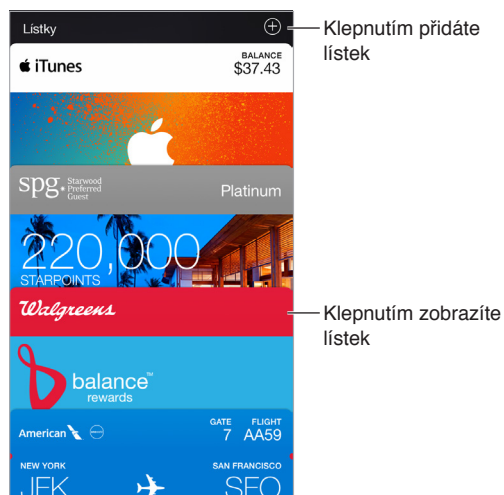 Lístky
Klepnutím přidáte
lístek
iTunes
BALANCE
$37.43
spg. Starwood
Preferred
Guest
Platinum
220,000
STARPOINTS
Walgreens
Klepnutím zobrazíte
lístek
balance™
rewards
American
GATE FLIGHT
7 AA59
NEW YORK SAN FRANCISCO
JFK SFO